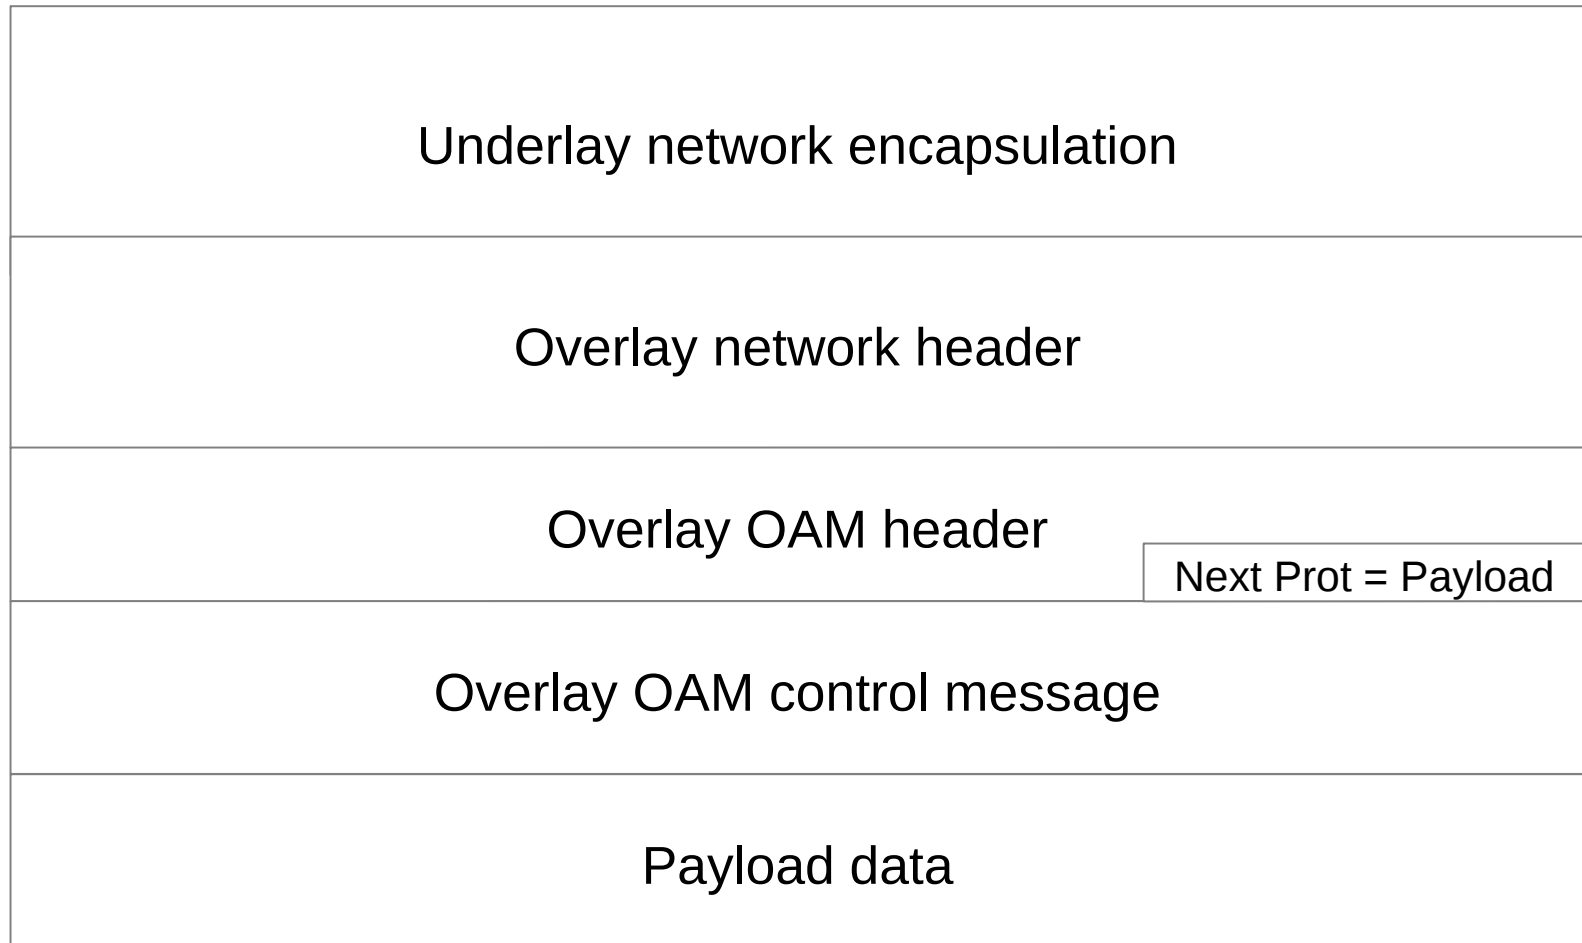 Underlay network encapsulation
Overlay network header
Overlay OAM header
Next Prot = Payload
Overlay OAM control message
Payload data